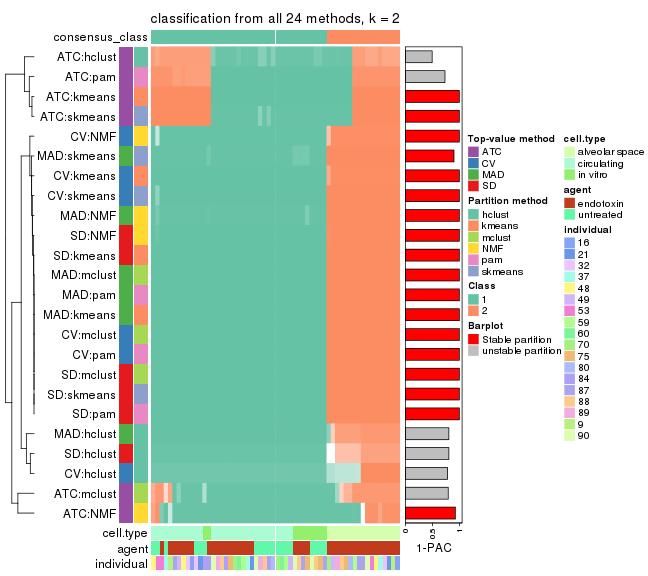 classification from all 24 methods, k = 2
consensus_class
ATC:hclust
ATC:pam
ATC:kmeans
ATC:skmeans
CV:NMF
MAD:skmeans
CV:kmeans
CV:skmeans
MAD:NMF
SD:NMF
SD:kmeans
MAD:mclust
MAD:pam
MAD:kmeans
CV:mclust
CV:pam
SD:mclust
SD:skmeans
SD:pam
MAD:hclust
SD:hclust
CV:hclust
ATC:mclust
ATC:NMF
cell.type
agent
individual
0
0.5
1
1-PAC
Top-value method
ATC
CV
MAD
SD
Partition method
hclust
kmeans
mclust
NMF
pam
skmeans
Class
1
2
Barplot
Stable partition
unstable partition
cell.type
alveolar space
circulating
in vitro
agent
endotoxin
untreated
individual
16
21
32
37
48
49
53
59
60
70
75
80
84
87
88
89
9
90